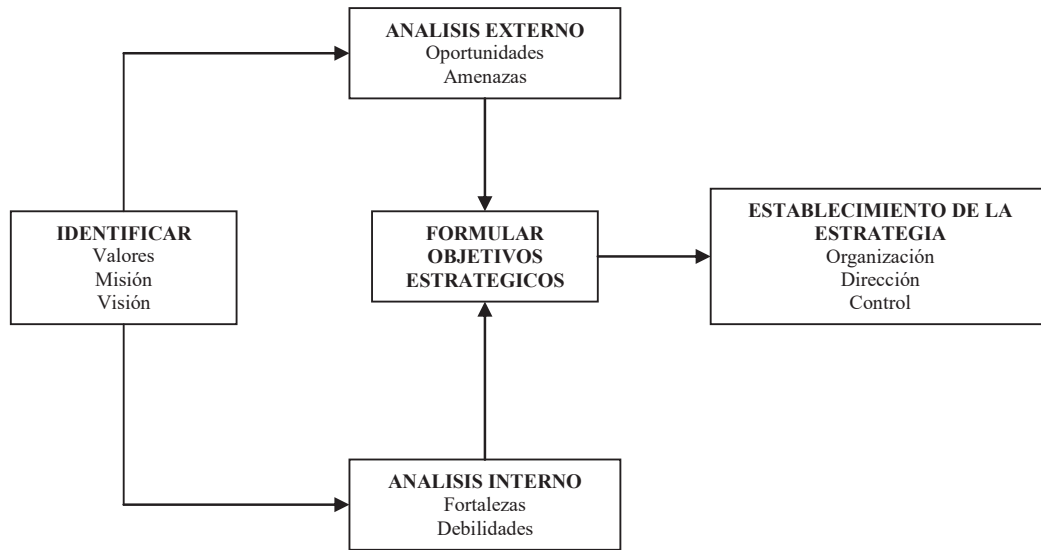 ANALISIS EXTERNO
Oportunidades
Amenazas
IDENTIFICAR
Valores
Misión
Visión
FORMULAR
OBJETIVOS
ESTRATEGICOS
ESTABLECIMIENTO DE LA
ESTRATEGIA
Organización
Dirección
Control
ANALISIS INTERNO
Fortalezas
Debilidades